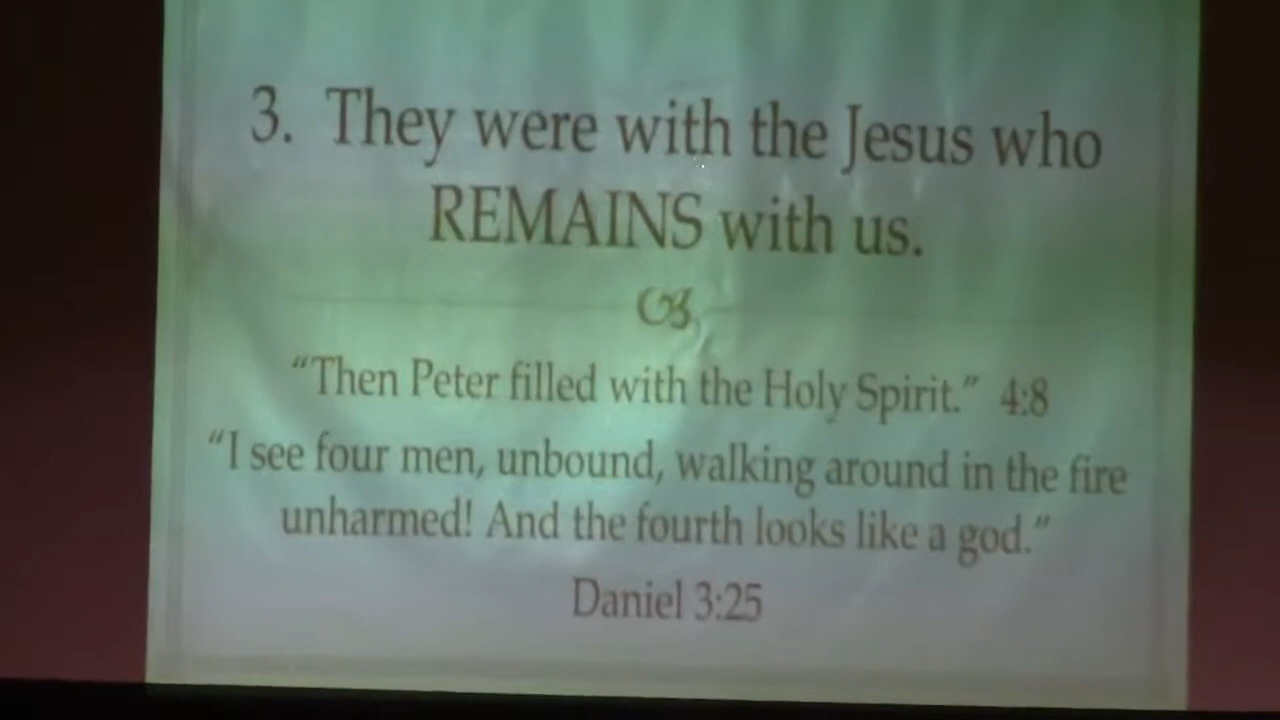 3. They were with the Jesus who
REMAINS with us.
“Then Peter filled with the Holy Spirit.” 4:8
“I see four men, unbound, walking around in the fire
unharmed! And the fourth looks like a god.”
Daniel 3:25